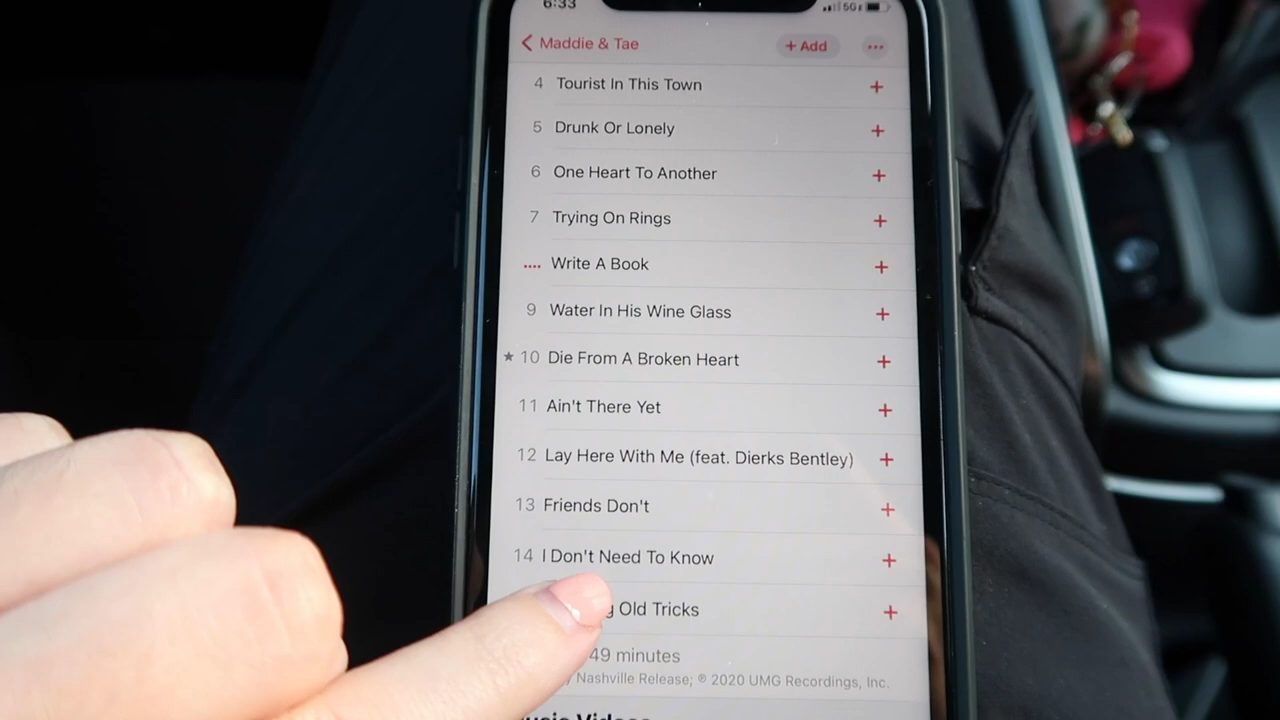 6:33
5G
Maddie & Tae
+ Add
4 Tourist In This Town
5 Drunk Or Lonely
6 One Heart To Another
7 Trying On Rings
Write A Book
9 Water In His Wine Glass
10 Die From A Broken Heart
11 Ain't There Yet
12 Lay Here With Me (feat. Dierks Bentley)
13 Friends Don't
14 I Don't Need To Know
Old Tricks
49 minutes
Nashville Release; ℗ 2020 UMG Recordings, Inc.